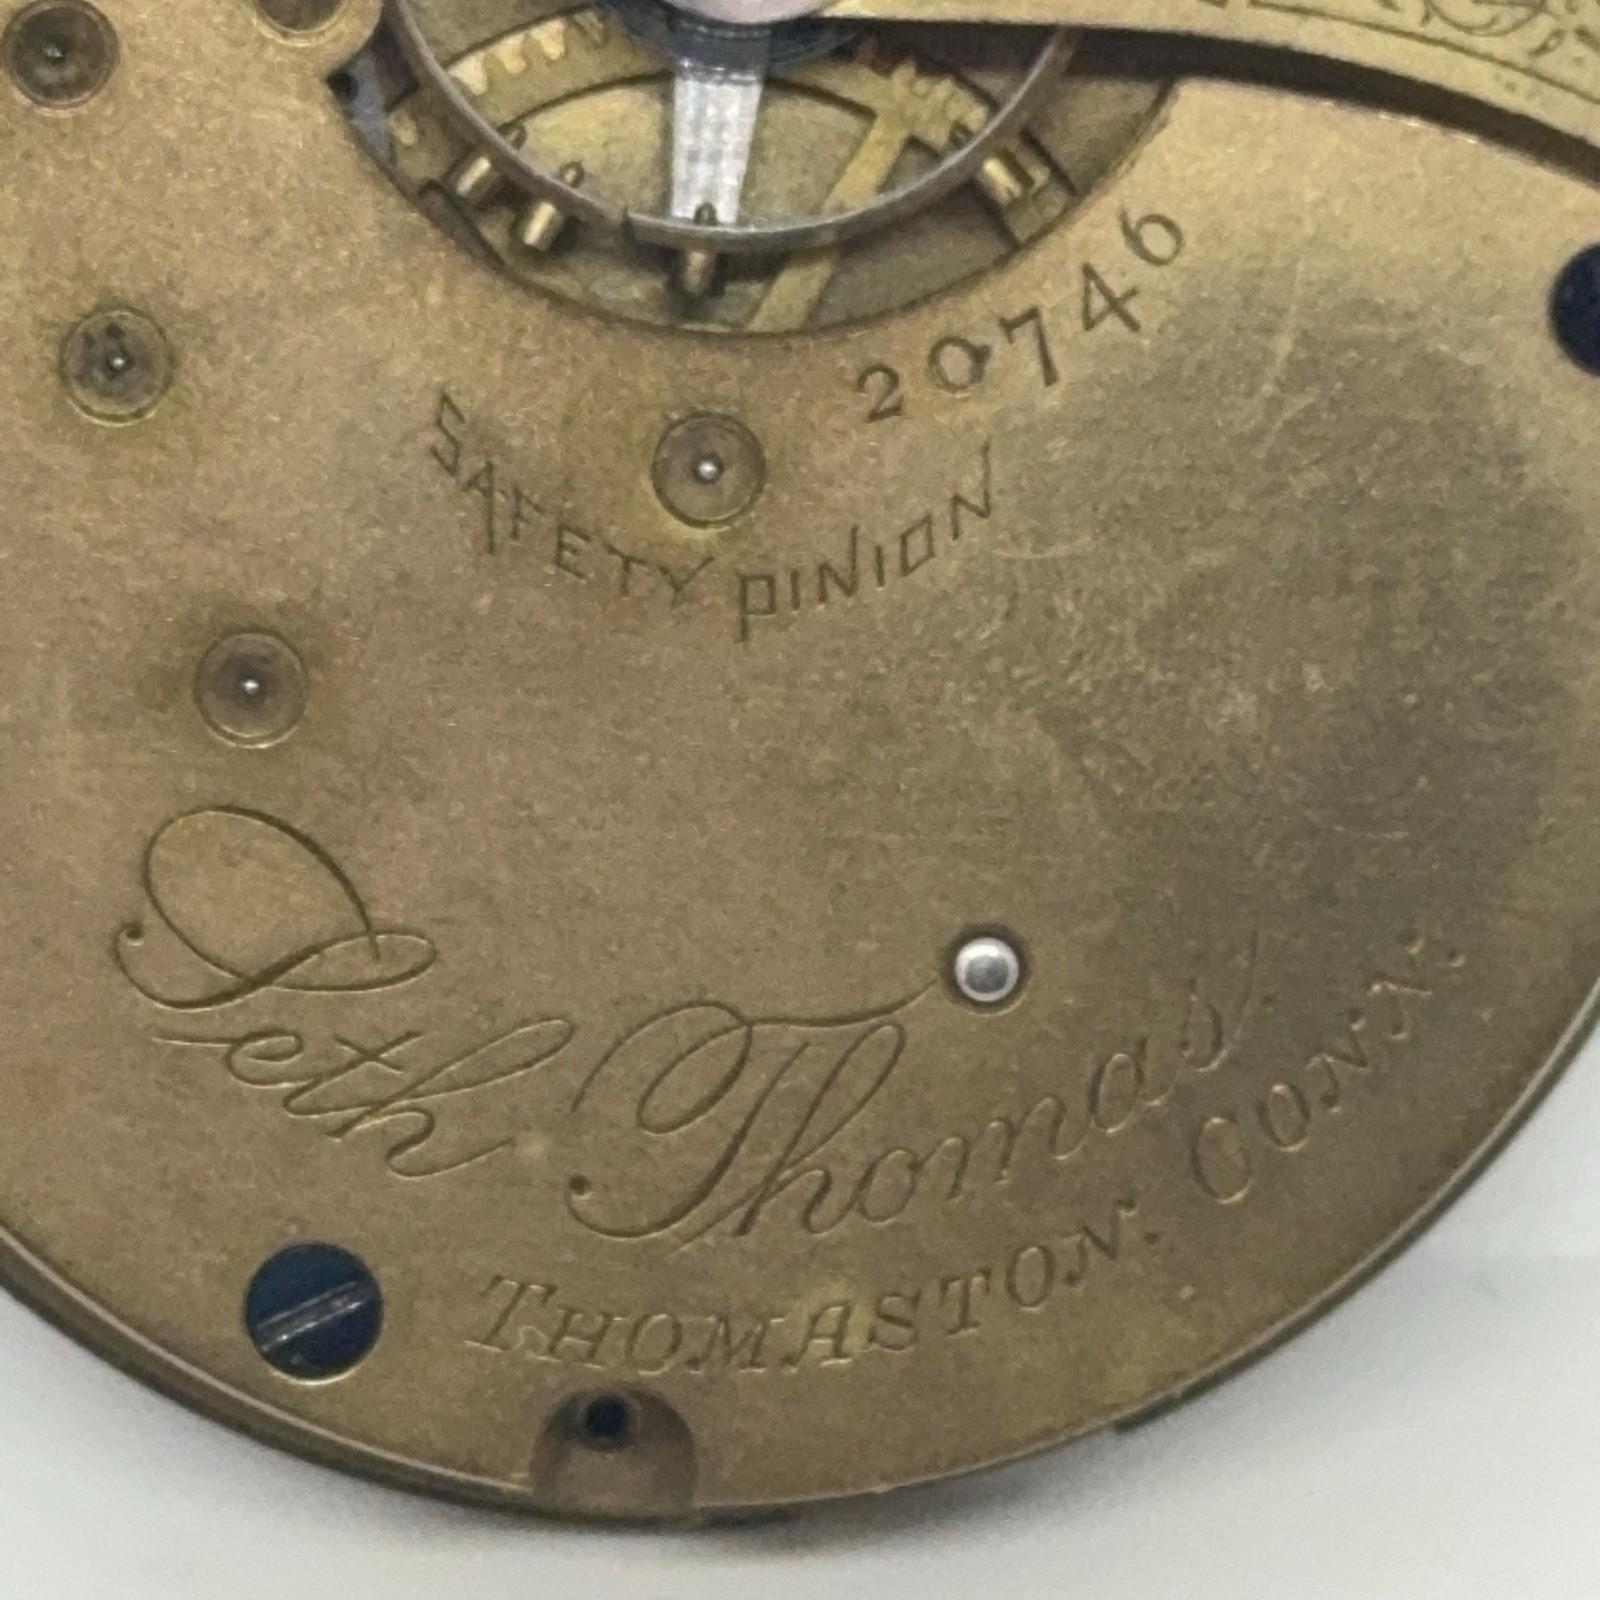 20746
SAFETY PINION
Seth Thomas
THOMASTON. CONN.